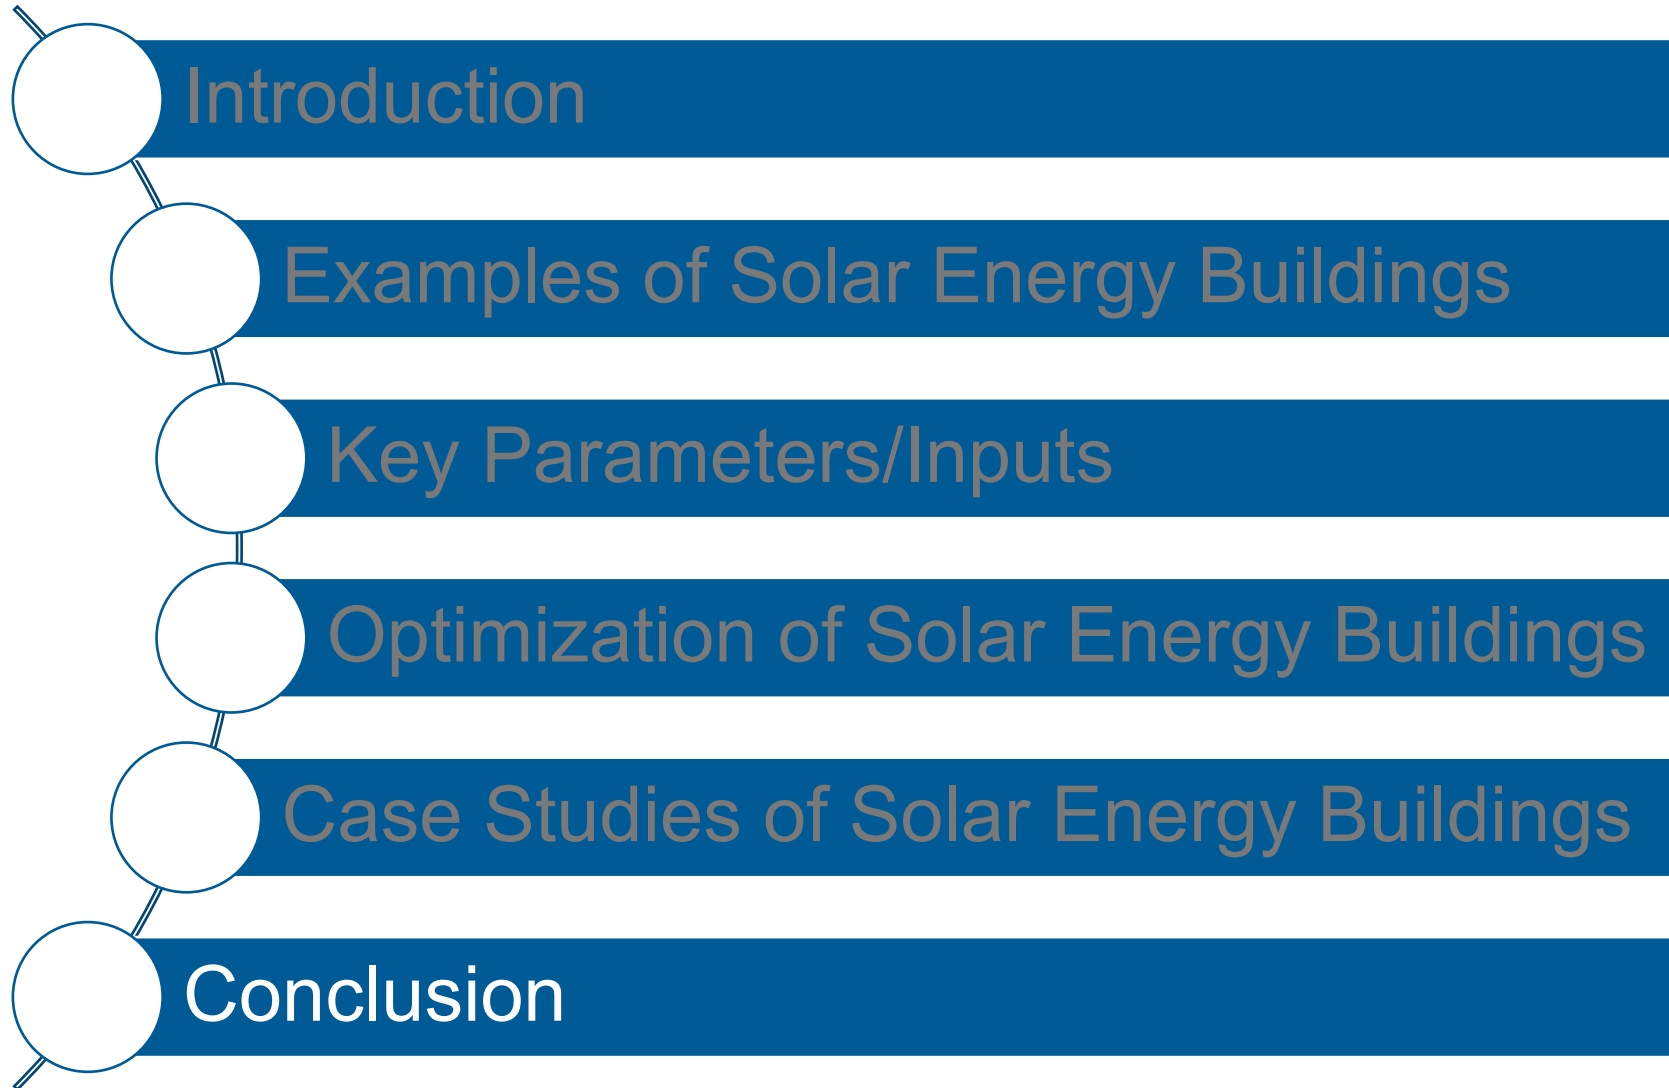 Introduction
Examples of Solar Energy Buildings
Key Parameters/Inputs
Optimization of Solar Energy Buildings
Case Studies of Solar Energy Buildings
Conclusion